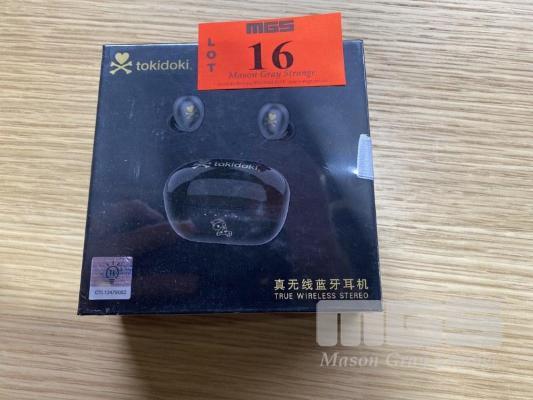 MGS
LOT
16
Mason Gray Strange
tokidoki
tokidoki
真无线蓝牙耳机
TRUE WIRELESS STEREO
MGS
Mason Gray Strange